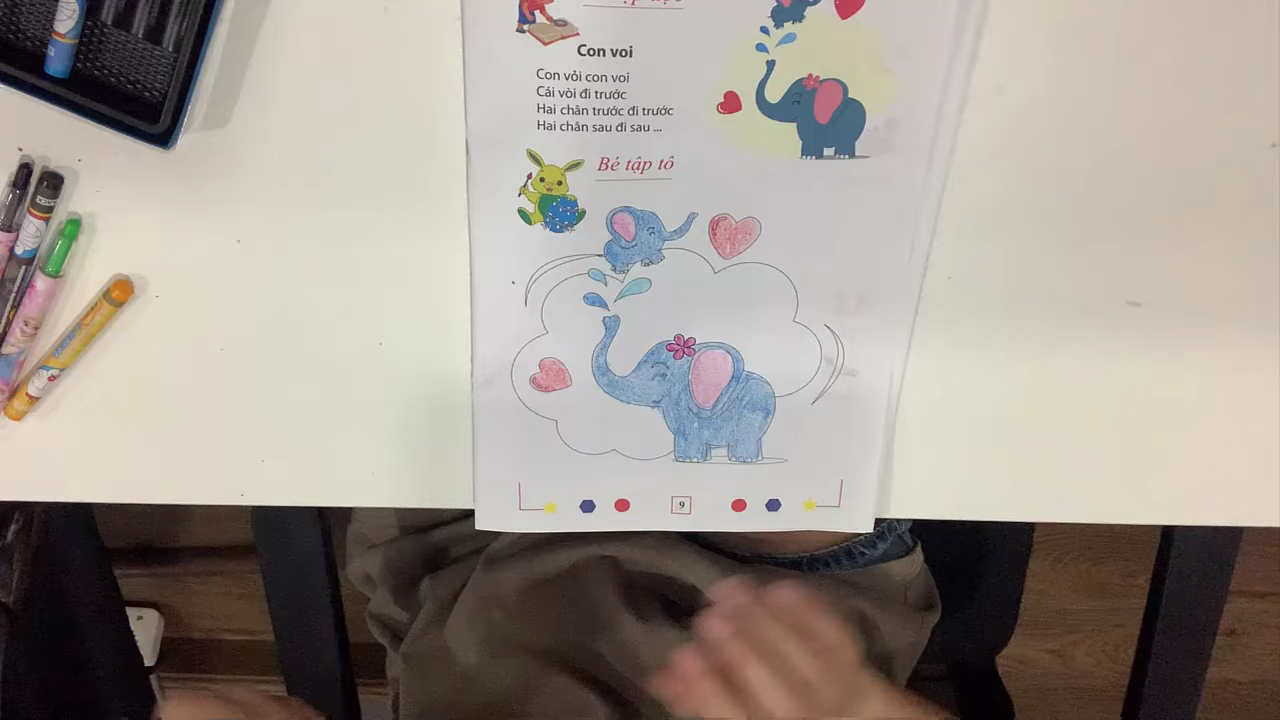 Con voi
Con vỏi con voi
Cái vòi đi trước
Hai chân trước đi trước
Hai chân sau đi sau ...
Bé tập tô
9